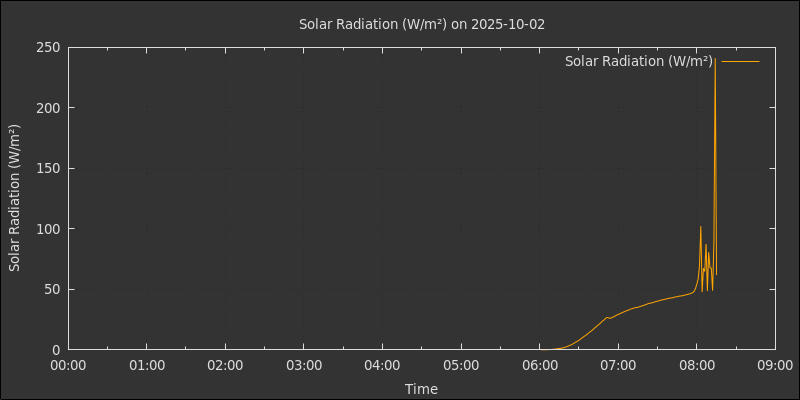 Solar Radiation (W/m²) on 2025-10-02
Solar Radiation (W/m²)
Solar Radiation (W/m²)
250
200
150
100
50
0
00:00 01:00 02:00 03:00 04:00 05:00 06:00 07:00 08:00 09:00
Time